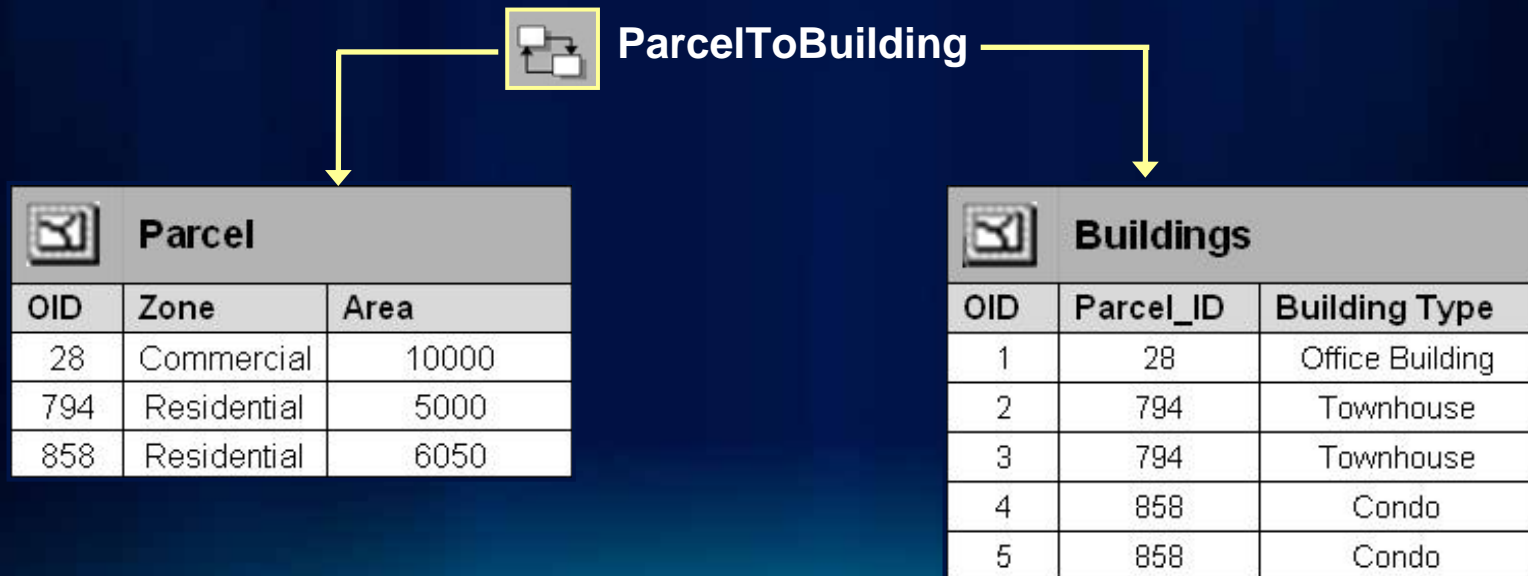 ParcelToBuilding
Parcel
OID Zone Area
28 Commercial 10000
794 Residential 5000
858 Residential 6050
Buildings
OID Parcel_ID Building Type
1 28 Office Building
2 794 Townhouse
3 794 Townhouse
4 858 Condo
5 858 Condo